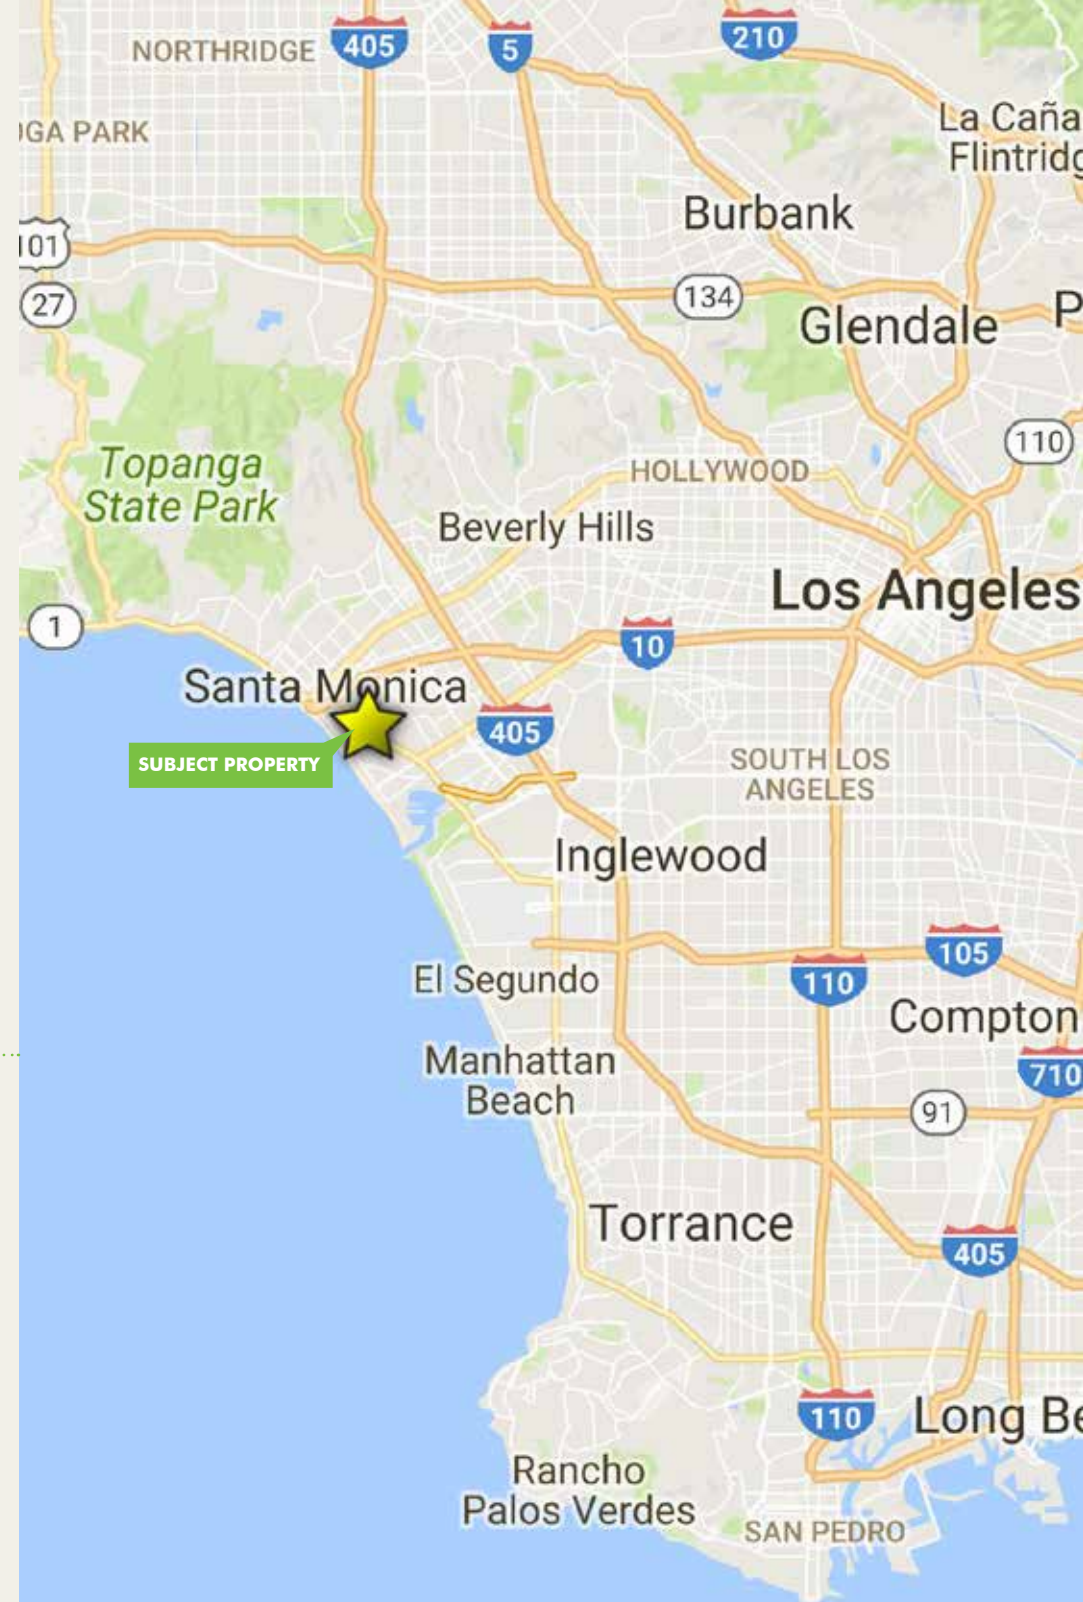 NORTHRIDGE
405
5
210
La Caña
Flintridg
OGA PARK
Burbank
101
27
134
Glendale
P
110
Topanga
State Park
HOLLYWOOD
Beverly Hills
Los Angeles
1
10
Santa Monica
405
SUBJECT PROPERTY
SOUTH LOS
ANGELES
Inglewood
105
El Segundo
110
Compton
Manhattan
Beach
710
91
Torrance
405
110
Long Be
Rancho
Palos Verdes
SAN PEDRO